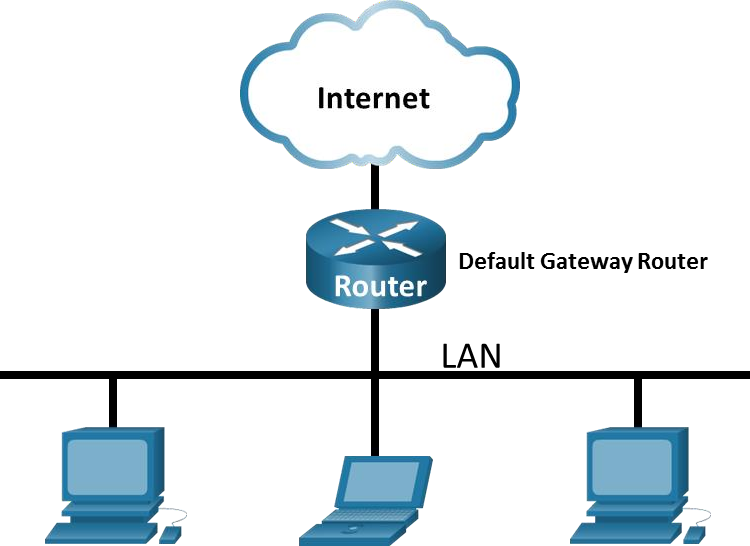 Internet
Router
Default Gateway Router
LAN